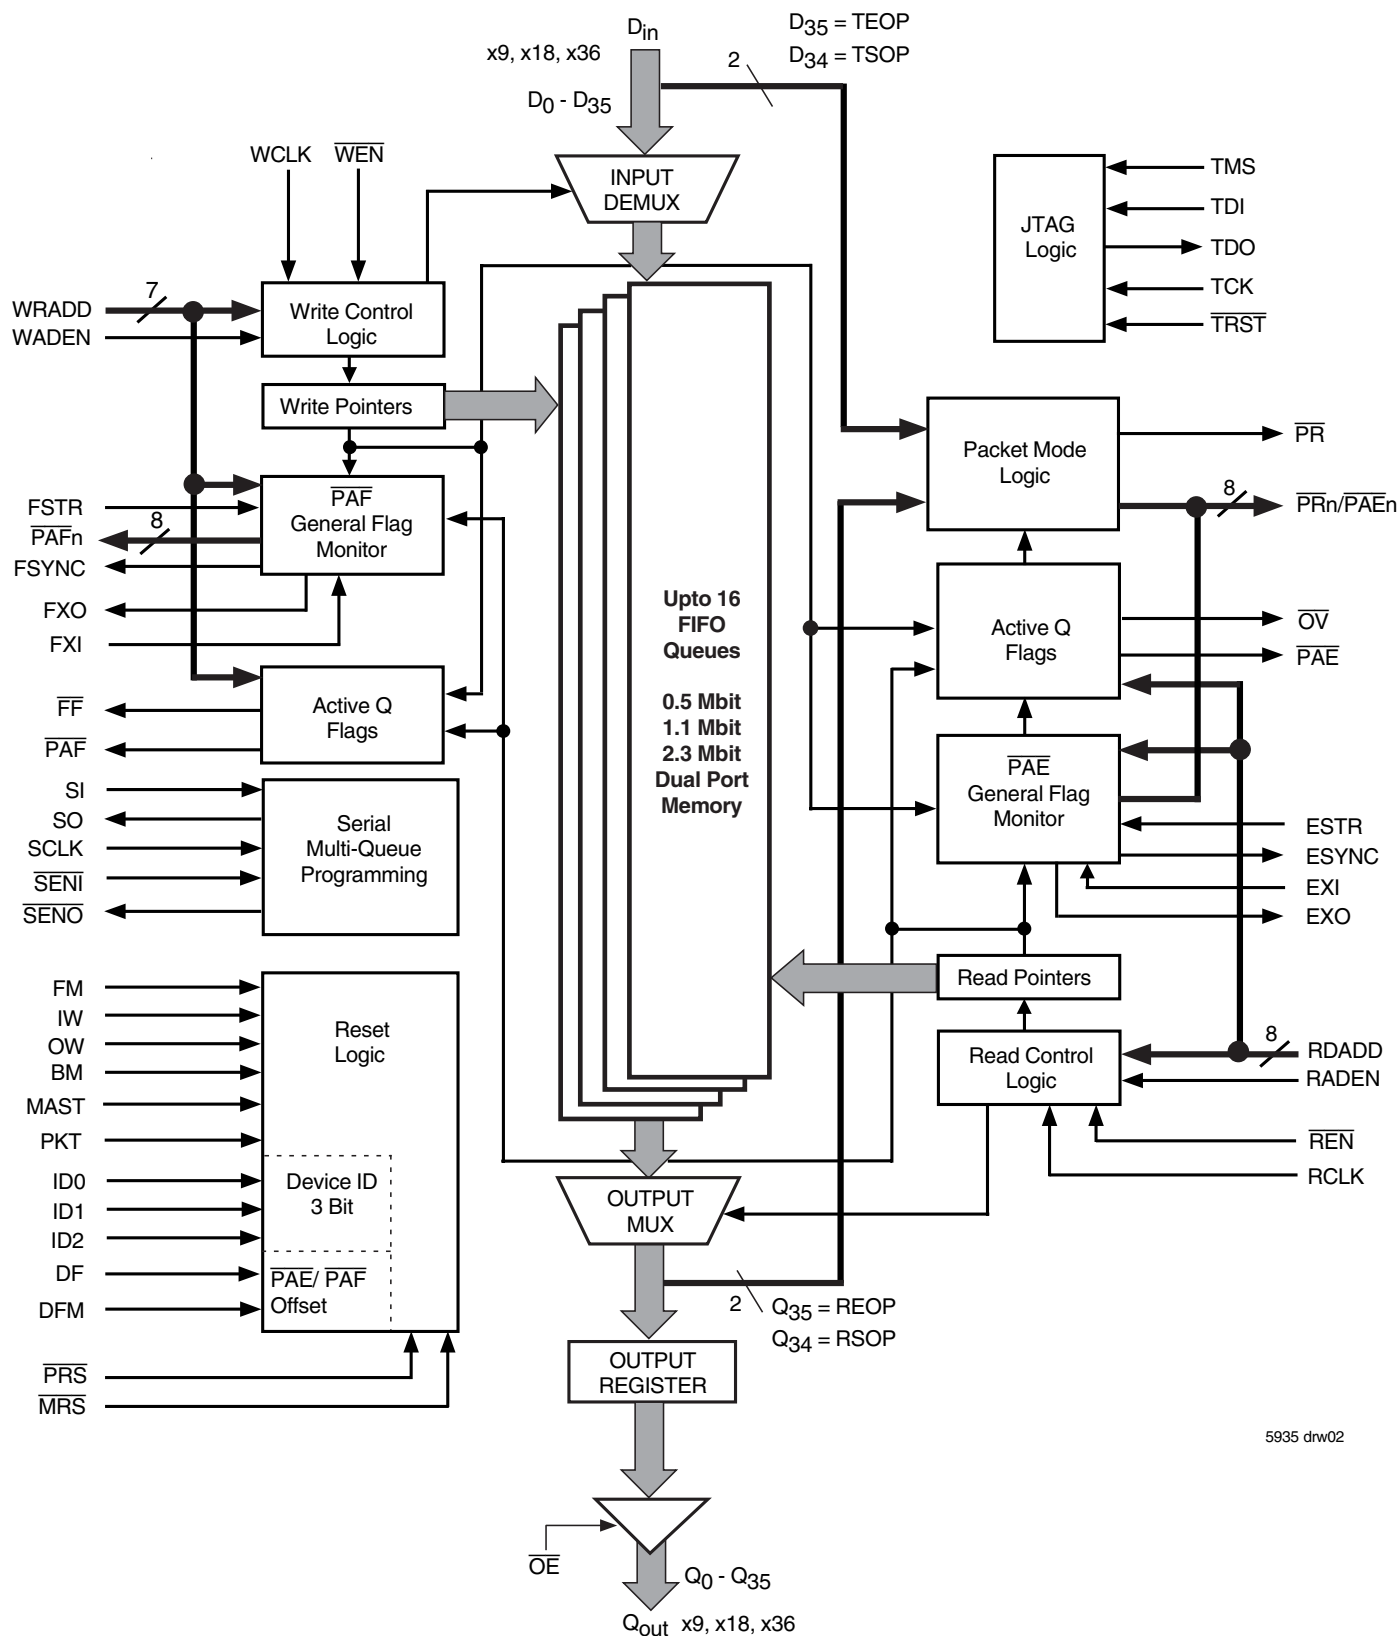 Din
x9, x18, x36
D0 - D35
2
D35 = TEOP
D34 = TSOP
WCLK
WEN
INPUT
DEMUX
JTAG
Logic
TMS
TDI
TDO
TCK
TRST
WRADD
7
WADEN
Write Control
Logic
Write Pointers
FSTR
PAFn
8
FSYNC
FXO
FXI
PAF
General Flag
Monitor
FF
PAF
Active Q
Flags
SI
SO
SCLK
SENI
SENO
Serial
Multi-Queue
Programming
Upto 16
FIFO
Queues
0.5 Mbit
1.1 Mbit
2.3 Mbit
Dual Port
Memory
Packet Mode
Logic
PR
8
PRn/PAEn
Active Q
Flags
OV
PAE
PAE
General Flag
Monitor
ESTR
ESYNC
EXI
EXO
Read Pointers
Read Control
Logic
8
RDADD
RADEN
REN
RCLK
FM
IW
OW
BM
MAST
PKT
ID0
ID1
ID2
DF
DFM
PRS
MRS
Reset
Logic
Device ID
3 Bit
PAE/ PAF
Offset
OUTPUT
MUX
2
Q35 = REOP
Q34 = RSOP
OUTPUT
REGISTER
OE
Q0 - Q35
Qout x9, x18, x36
5935 drw02